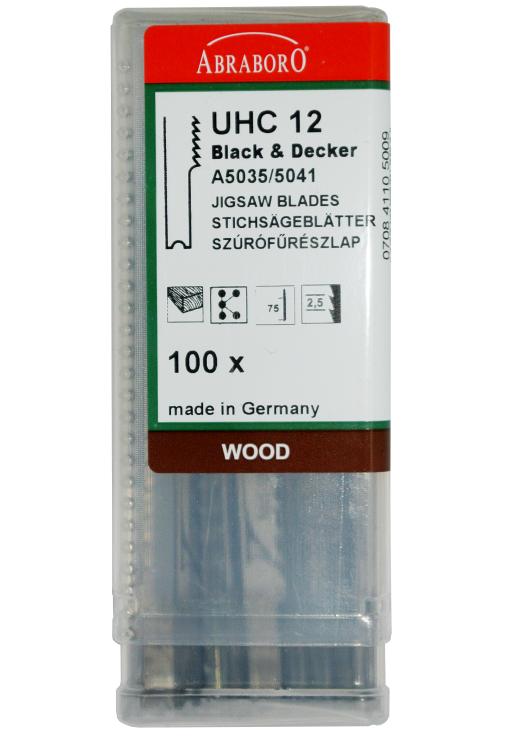 ABRABORO®
UHC 12
Black & Decker
A5035/5041
JIGSAW BLADES
STICHSÄGEBLÄTTER
SZÚRÓFŰRÉSZLAP
75
2,5
100 x
made in Germany
WOOD
0708 4110 5009